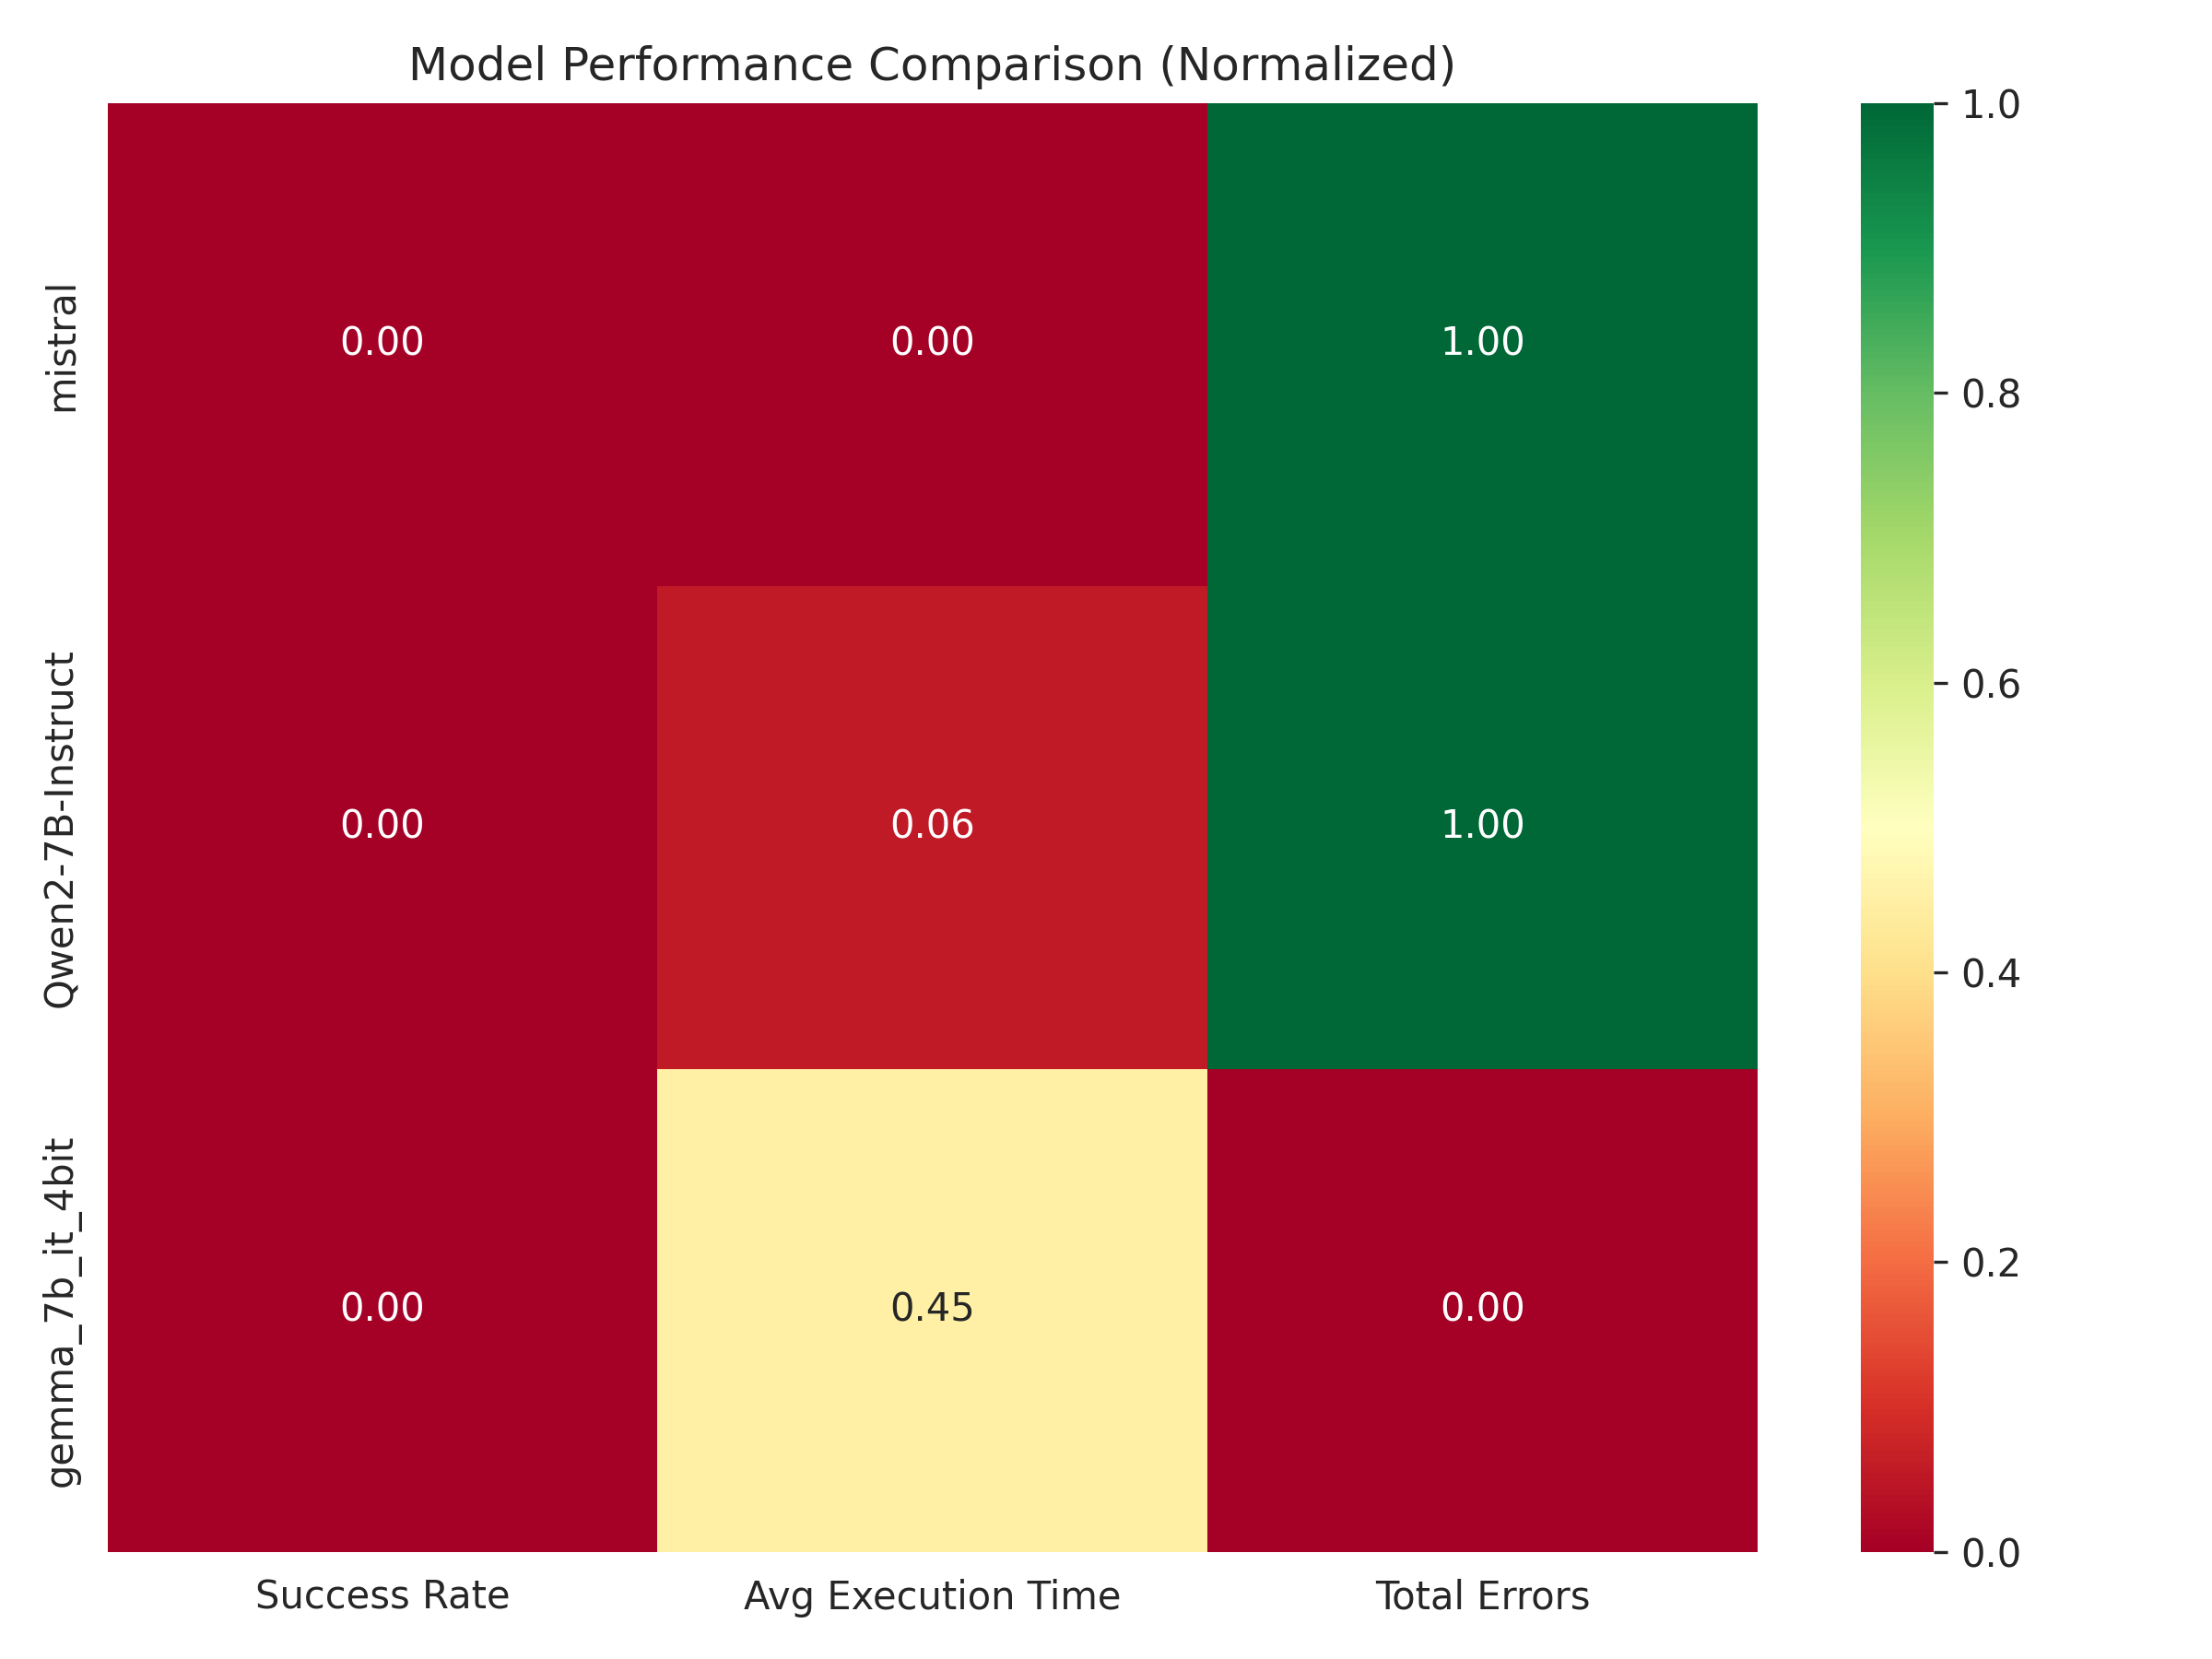 Model Performance Comparison (Normalized)
mistral
0.00 0.00 1.00
Qwen2-7B-Instruct
0.00 0.06 1.00
gemma_7b_it_4bit
0.00 0.45 0.00
Success Rate Avg Execution Time Total Errors
1.0
0.8
0.6
0.4
0.2
0.0